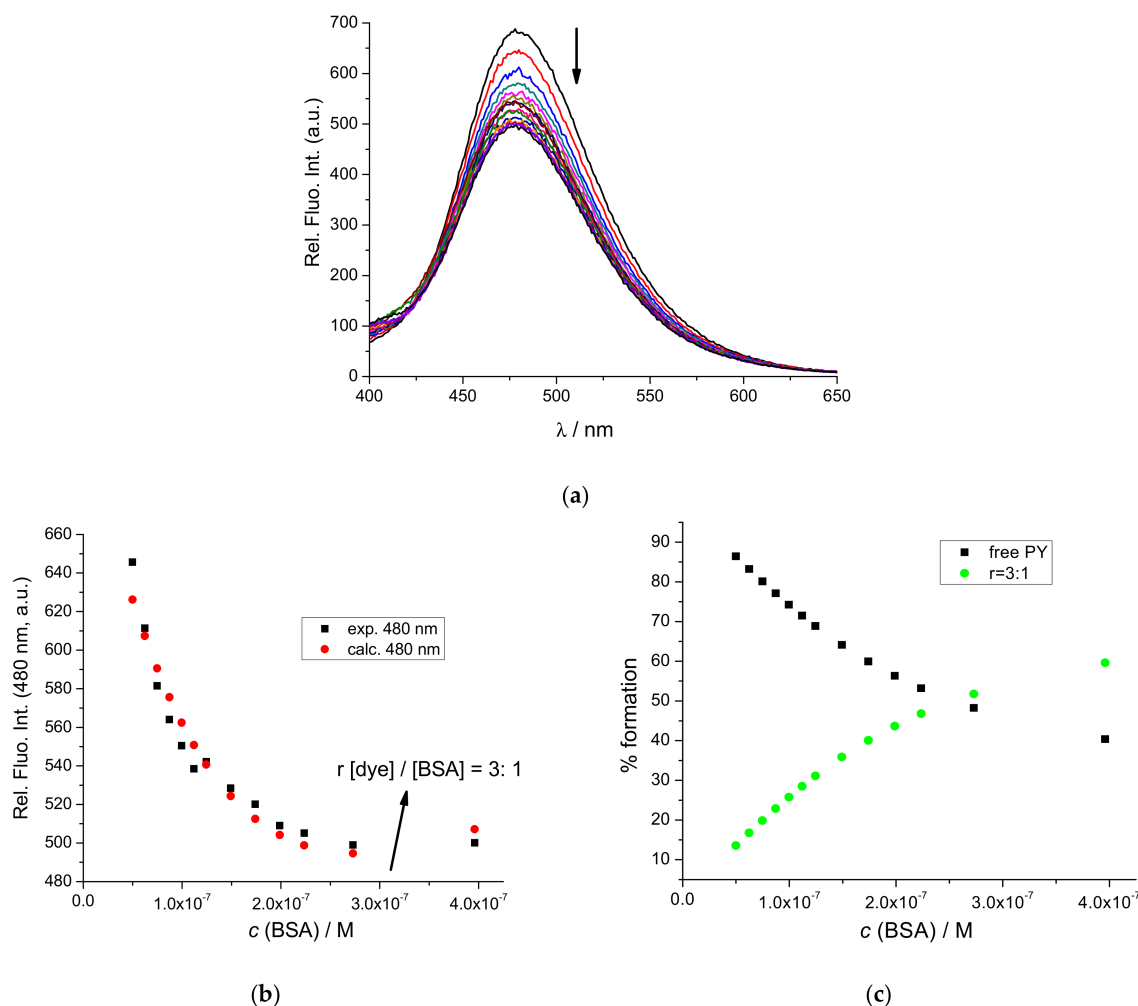 700
600
500
400
300
200
100
0
Rel. Fluo. Int. (a.u.)
400 450 500 550 600 650
λ / nm
(a)
660
640
620
600
580
560
540
520
500
480
Rel. Fluo. Int. (480 nm, a.u.)
exp. 480 nm
calc. 480 nm
r [dye] / [BSA] = 3: 1
0.0 1.0x10⁻⁷ 2.0x10⁻⁷ 3.0x10⁻⁷ 4.0x10⁻⁷
c (BSA) / M
(b)
90
80
70
60
50
40
30
20
10
% formation
free PY
r=3:1
0.0 1.0x10⁻⁷ 2.0x10⁻⁷ 3.0x10⁻⁷ 4.0x10⁻⁷
c (BSA) / M
(c)